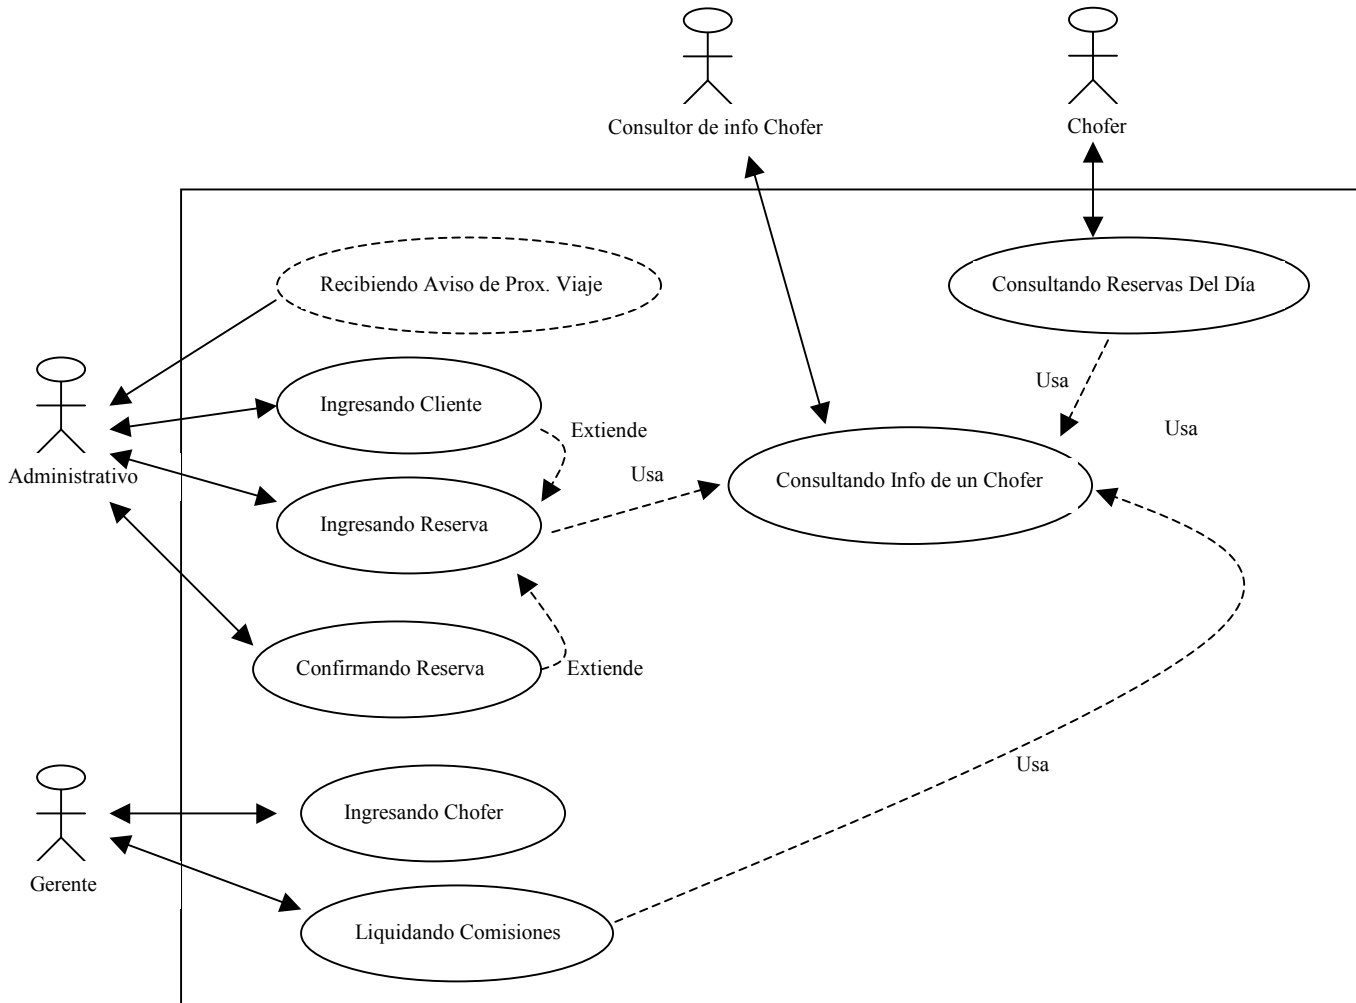 Consultor de info Chofer
Chofer
Recibiendo Aviso de Prox. Viaje
Consultando Reservas Del Día
Usa
Ingresando Cliente
Extiende
Usa
Administrativo
Usa
Consultando Info de un Chofer
Ingresando Reserva
Confirmando Reserva
Extiende
Usa
Ingresando Chofer
Gerente
Liquidando Comisiones